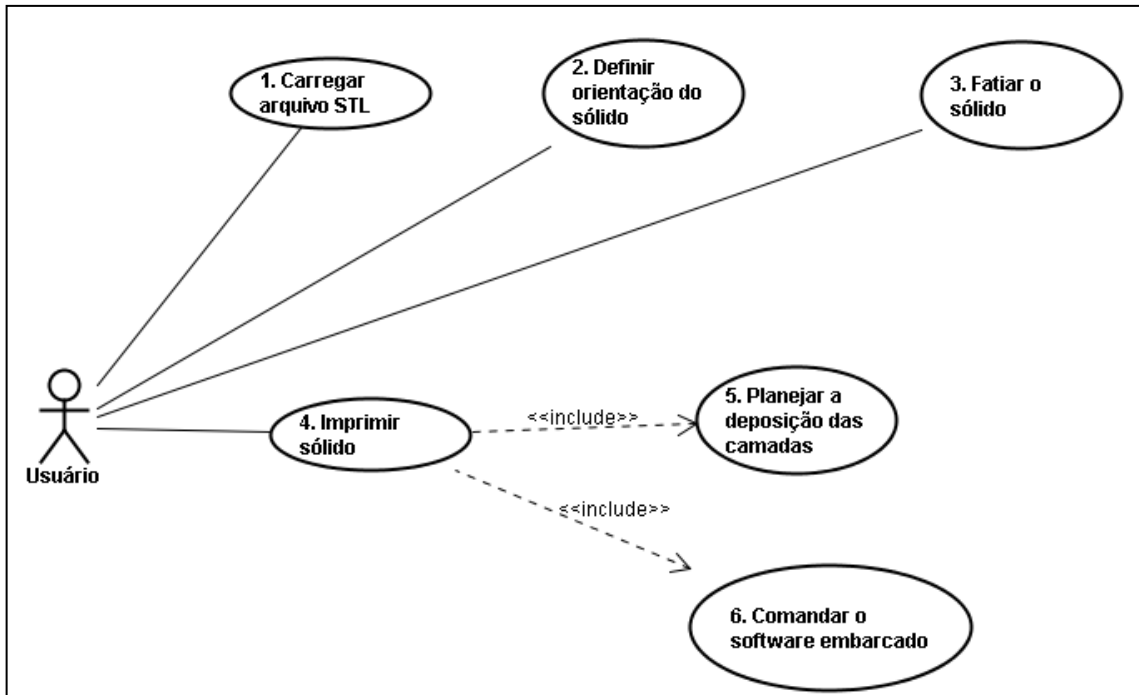 1. Carregar
arquivo STL
2. Definir
orientação do
sólido
3. Fatiar o
sólido
Usuário
4. Imprimir
sólido
<<include>>
5. Planejar a
deposição das
camadas
<<include>>
6. Comandar o
software embarcado